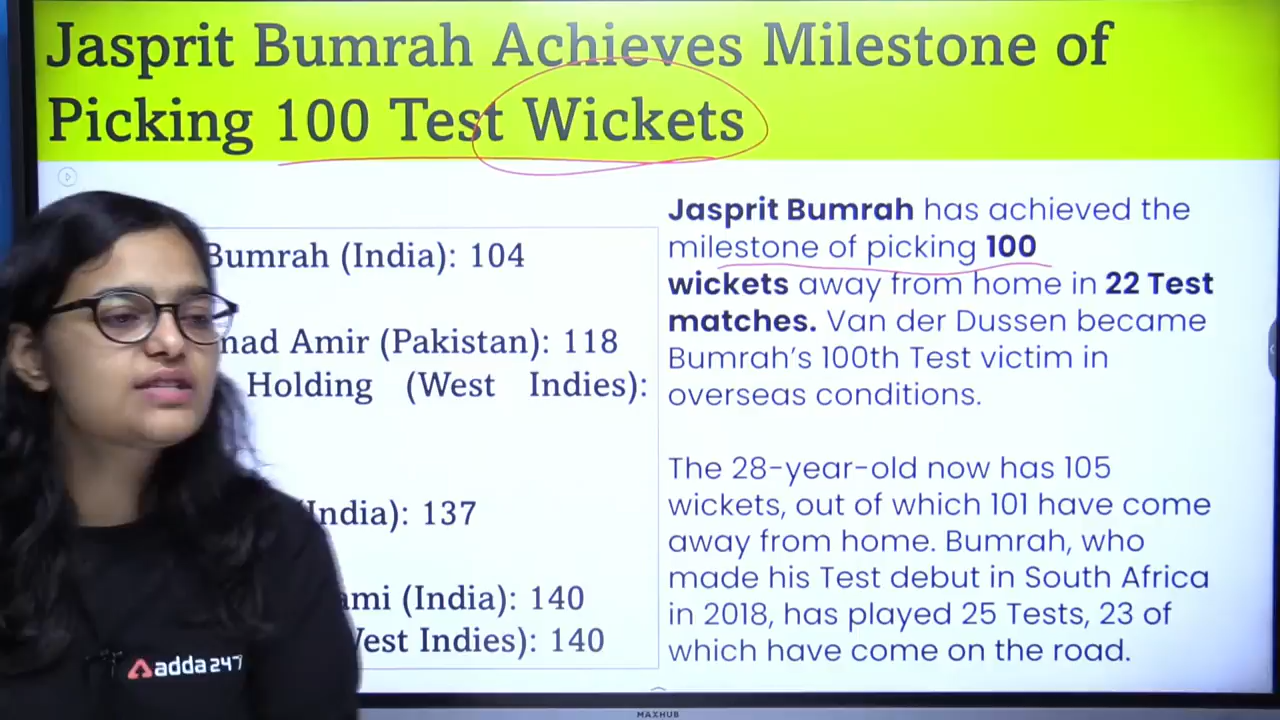 Jasprit Bumrah Achieves Milestone of
Picking 100 Test Wickets
Bumrah (India): 104
Amir (Pakistan): 118
Holding (West Indies):
(India): 137
(India): 140
Indies): 140
Jasprit Bumrah has achieved the
milestone of picking 100
wickets away from home in 22 Test
matches. Van der Dussen became
Bumrah's 100th Test victim in
overseas conditions.
The 28-year-old now has 105
wickets, out of which 101 have come
away from home. Bumrah, who
made his Test debut in South Africa
in 2018, has played 25 Tests, 23 of
which have come on the road.
adda247
MAXHUB